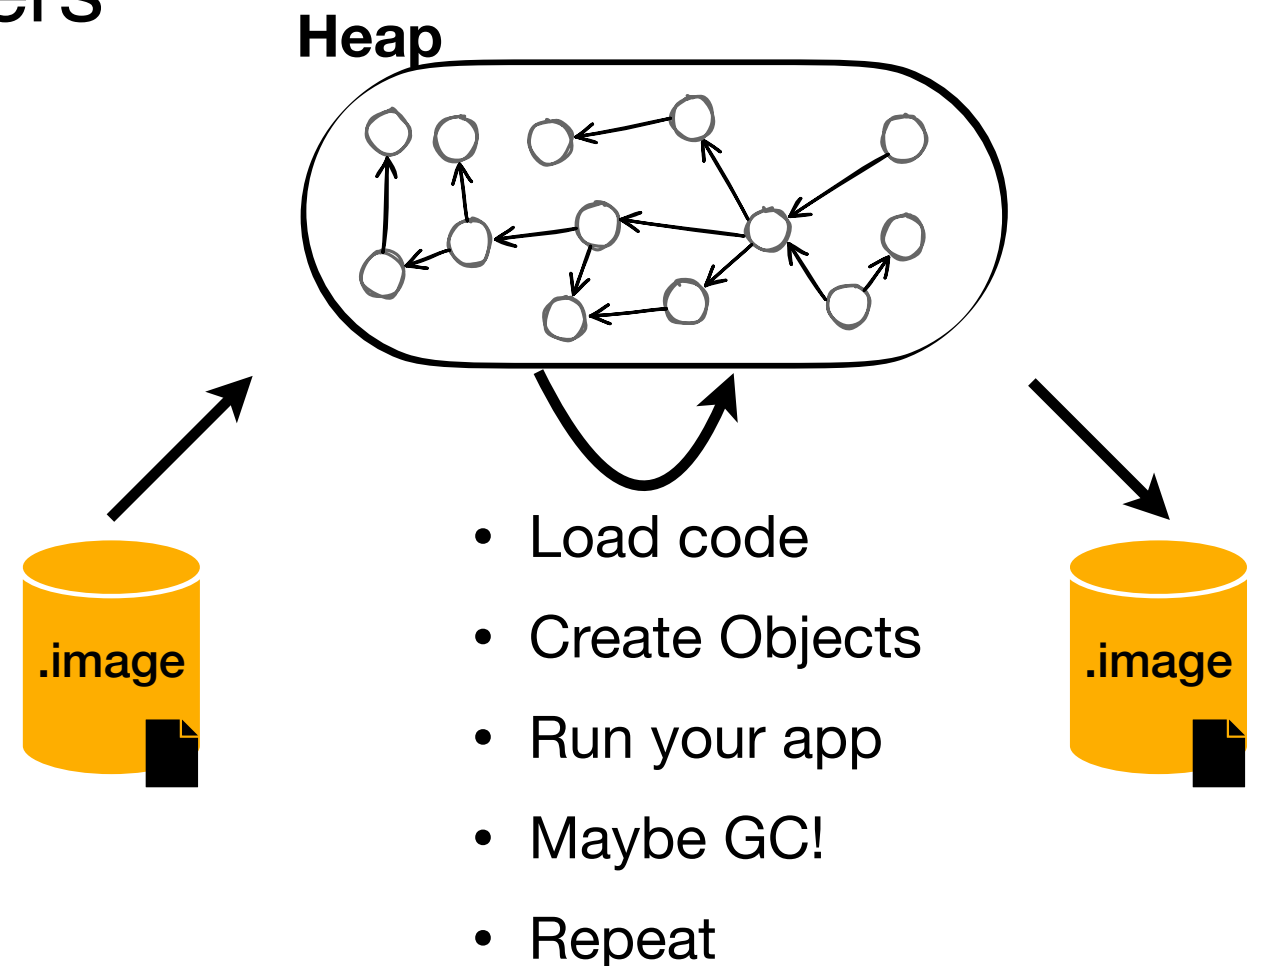 Heap
.image
.image
• Load code
• Create Objects
• Run your app
• Maybe GC!
• Repeat